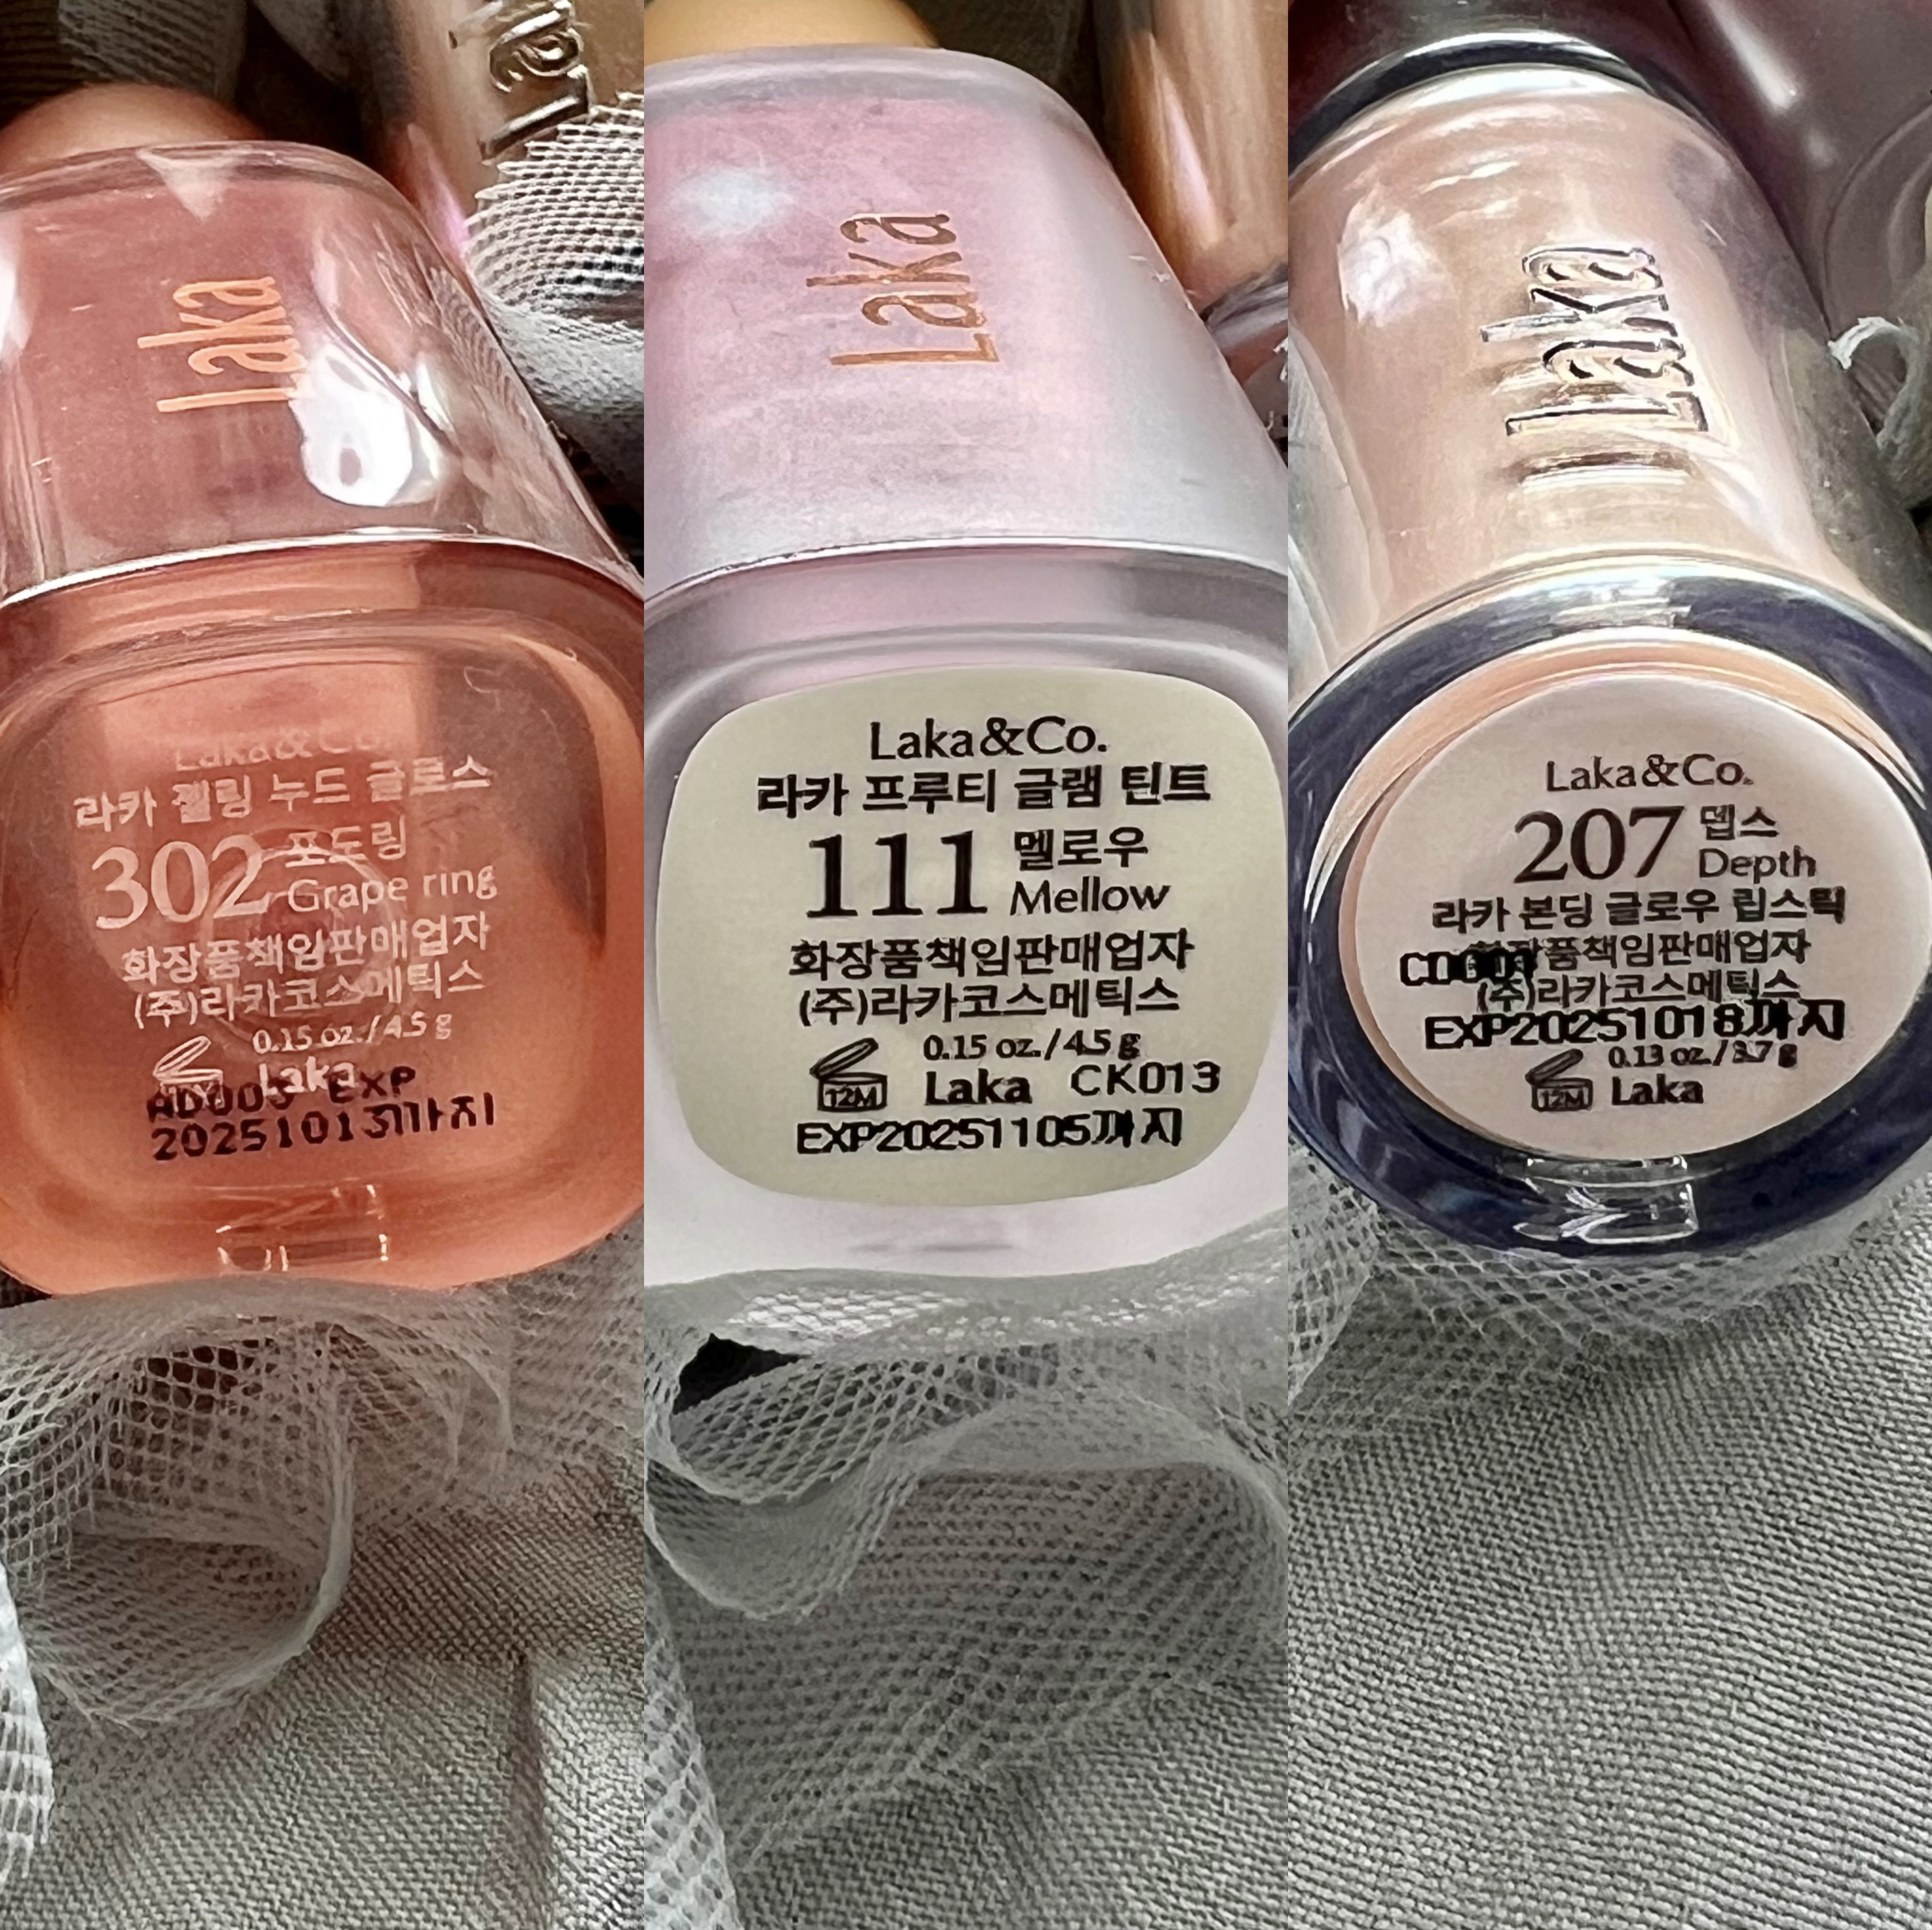 Laka
Laka
Laka&Co.
라카 젤링 누드 글로스
302 포도링
Grape ring
화장품책임판매업자
(주)라카코스메틱스
0.15 oz./4.5 g
Laka
AD003 EXP
20251013까지
Laka
Laka&Co.
라카 프루티 글램 틴트
111 멜로우
Mellow
화장품책임판매업자
(주)라카코스메틱스
0.15 oz./4.5 g
12M Laka CK013
EXP20251105까지
Laka
Laka&Co.
207 뎁스
Depth
라카 본딩 글로우 립스틱
화장품책임판매업자
(주)라카코스메틱스
EXP20251018까지
0.13 oz./3.7 g
12M Laka